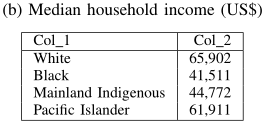 (b) Median household income (US$)
Col_1 Col_2
White 65,902
Black 41,511
Mainland Indigenous 44,772
Pacific Islander 61,911